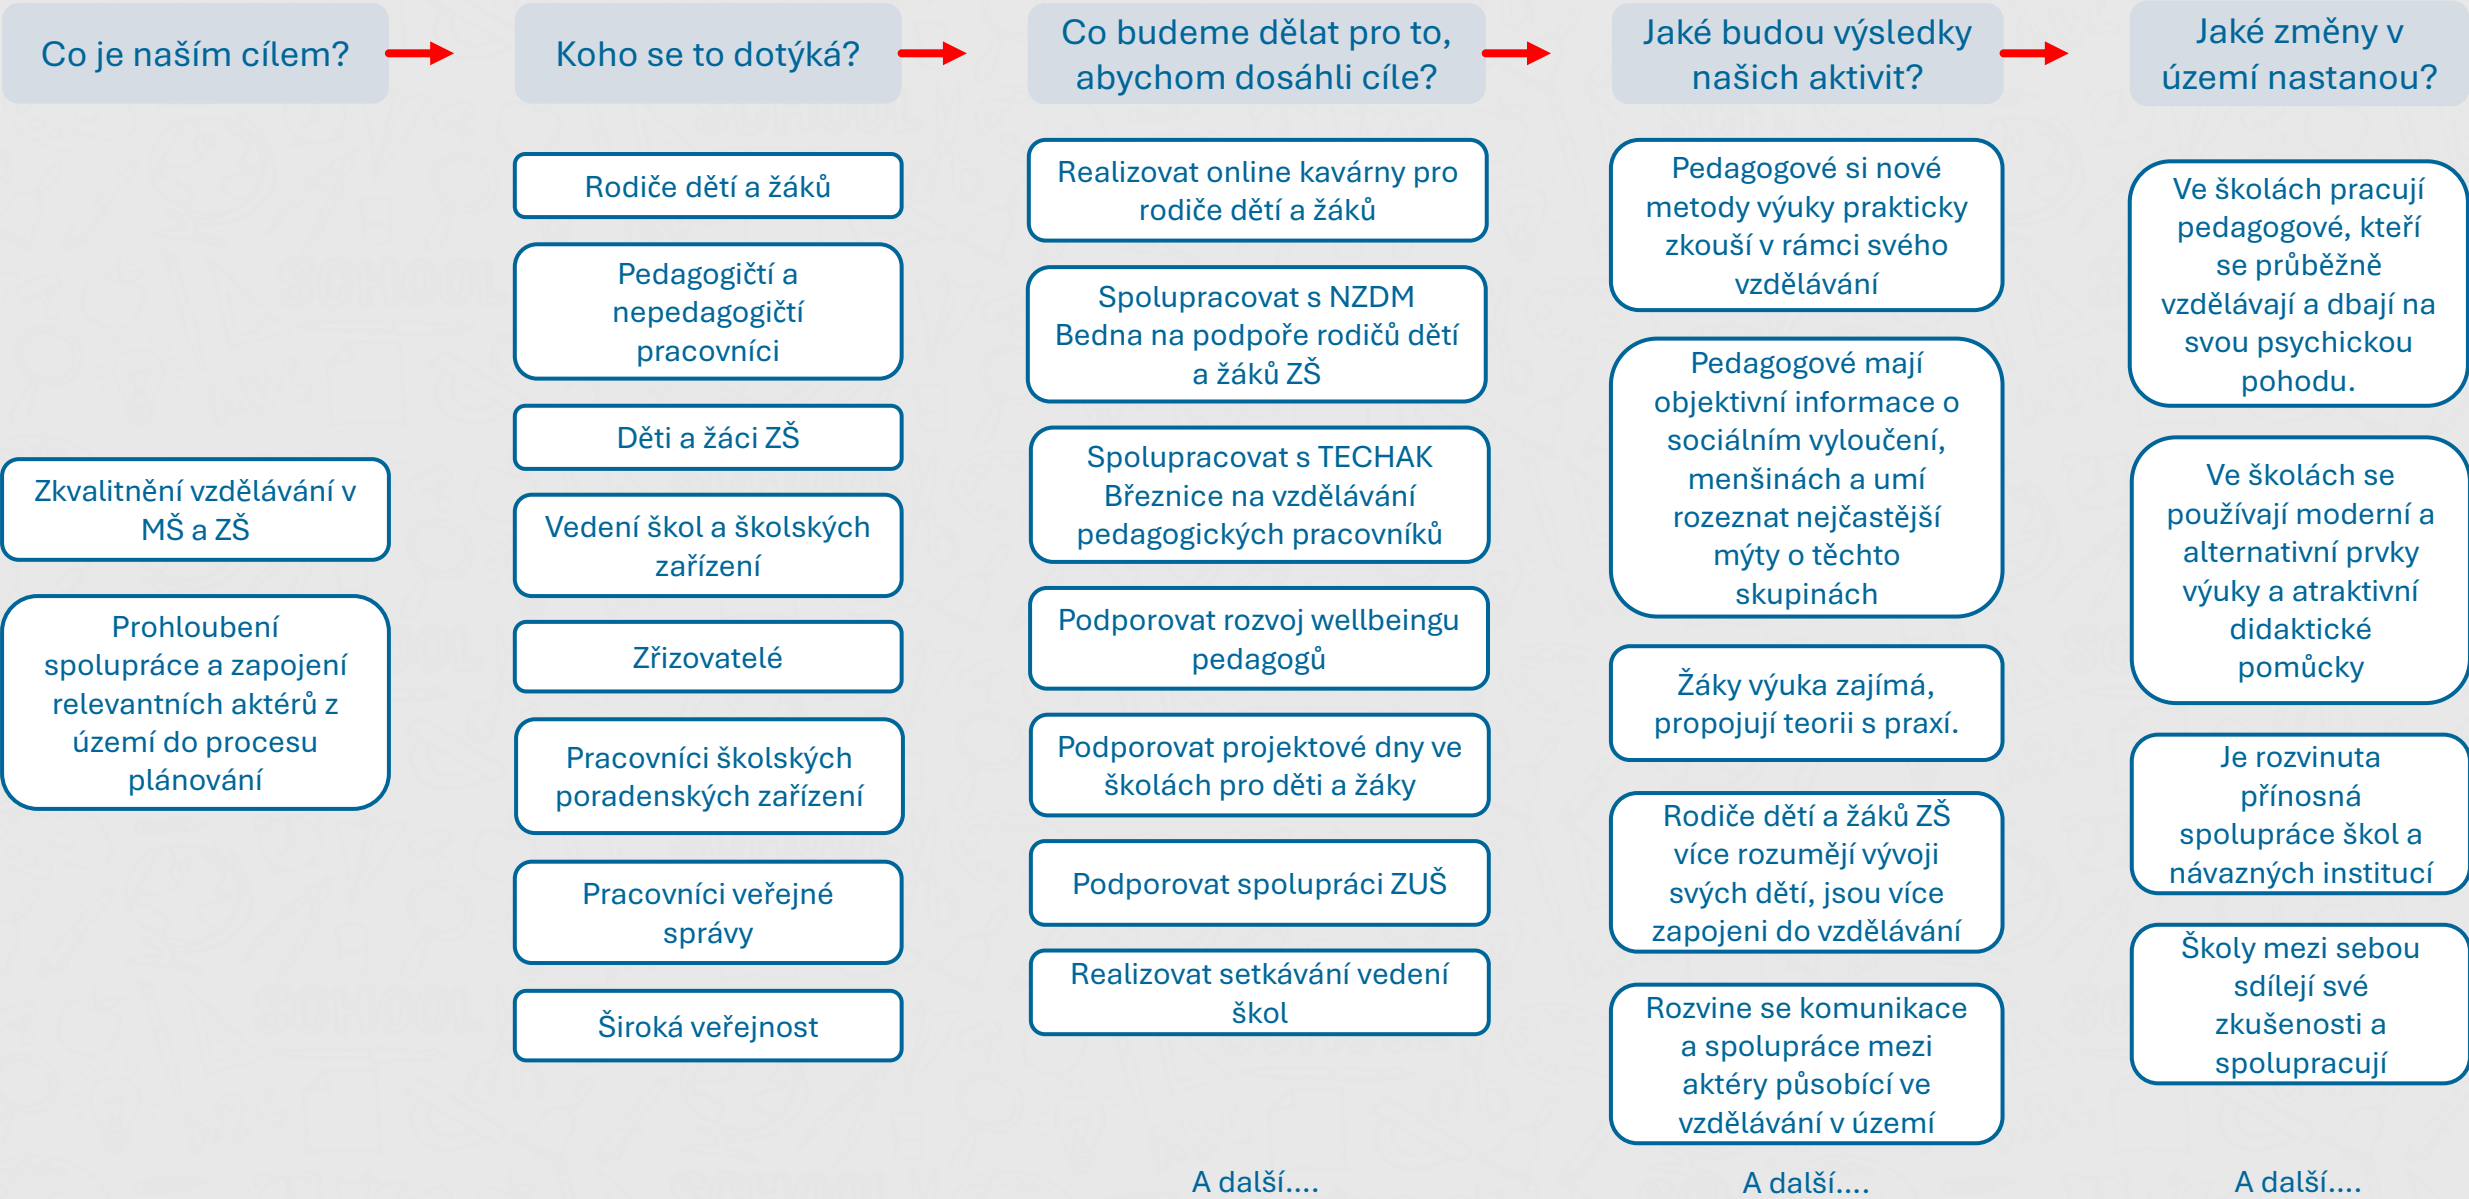 Co je naším cílem?
Koho se to dotýká?
Co budeme dělat pro to,
abychom dosáhli cíle?
Jaké budou výsledky
našich aktivit?
Jaké změny v
území nastanou?
Zkvalitnění vzdělávání v
MŠ a ZŠ
Prohloubení
spolupráce a zapojení
relevantních aktérů z
území do procesu
plánování
Rodiče dětí a žáků
Pedagogičtí a
nepedagogičtí
pracovníci
Děti a žáci ZŠ
Vedení škol a školských
zařízení
Zřizovatelé
Pracovníci školských
poradenských zařízení
Pracovníci veřejné
správy
Široká veřejnost
Realizovat online kavárny pro
rodiče dětí a žáků
Spolupracovat s NZDM
Bedna na podpoře rodičů dětí
a žáků ZŠ
Spolupracovat s TECHAK
Březnice na vzdělávání
pedagogických pracovníků
Podporovat rozvoj wellbeingu
pedagogů
Podporovat projektové dny ve
školách pro děti a žáky
Podporovat spolupráci ZUŠ
Realizovat setkávání vedení
škol
A další....
Pedagogové si nové
metody výuky prakticky
zkouší v rámci svého
vzdělávání
Pedagogové mají
objektivní informace o
sociálním vyloučení,
menšinách a umí
rozeznat nejčastější
mýty o těchto
skupinách
Žáky výuka zajímá,
propojují teorii s praxí.
Rodiče dětí a žáků ZŠ
více rozumějí vývoji
svých dětí, jsou více
zapojeni do vzdělávání
Rozvine se komunikace
a spolupráce mezi
aktéry působící ve
vzdělávání v území
A další....
Ve školách pracují
pedagogové, kteří
se průběžně
vzdělávají a dbají na
svou psychickou
pohodu.
Ve školách se
používají moderní a
alternativní prvky
výuky a atraktivní
didaktické
pomůcky
Je rozvinuta
přínosná
spolupráce škol a
návazných institucí
Školy mezi sebou
sdílejí své
zkušenosti a
spolupracují
A další....